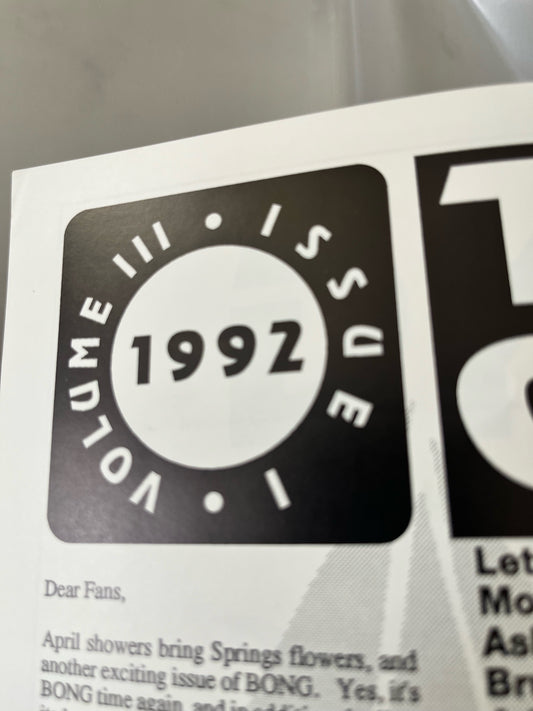 VOLUME III • ISSUE I •
1992
Dear Fans,
April showers bring Springs flowers, and
another exciting issue of BONG. Yes, it's
BONG time again, and in addition
Let
Mo
As
Br